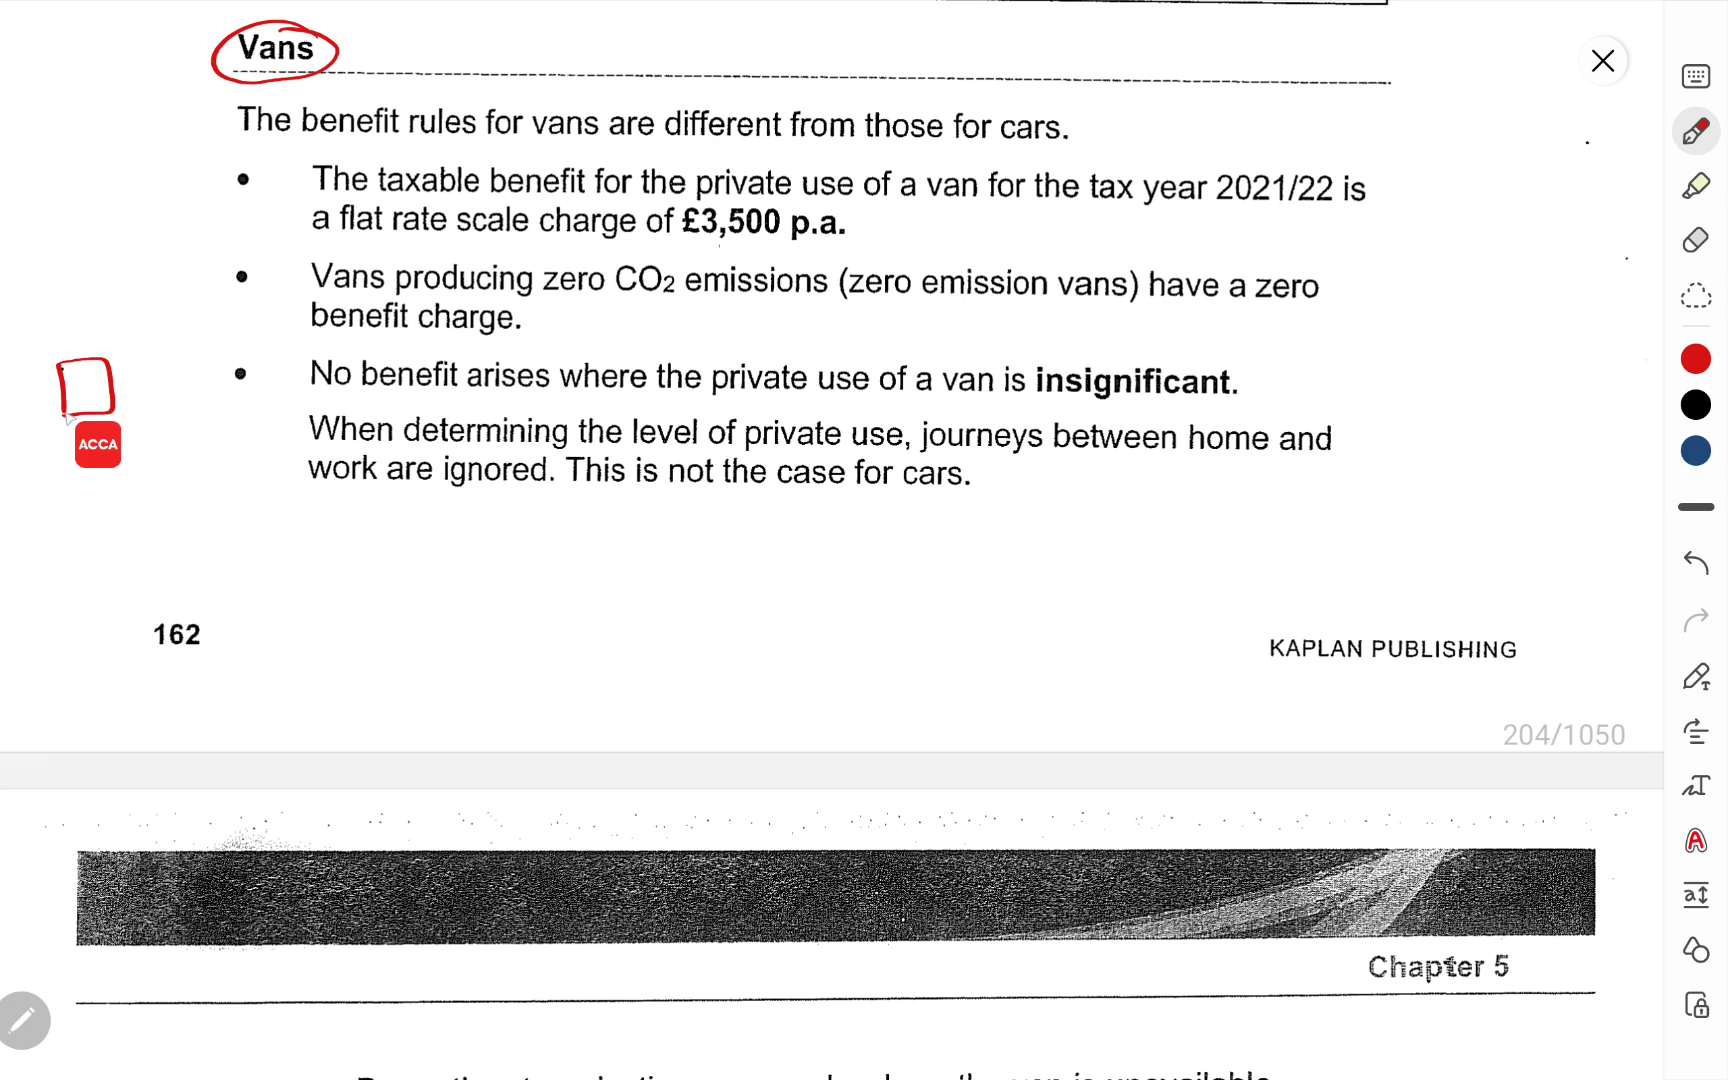 Vans
The benefit rules for vans are different from those for cars.
• The taxable benefit for the private use of a van for the tax year 2021/22 is
a flat rate scale charge of £3,500 p.a.
• Vans producing zero CO2 emissions (zero emission vans) have a zero
benefit charge.
• No benefit arises where the private use of a van is insignificant.
When determining the level of private use, journeys between home and
work are ignored. This is not the case for cars.
ACCA
162
KAPLAN PUBLISHING
204/1050
Chapter 5
van is unavailable